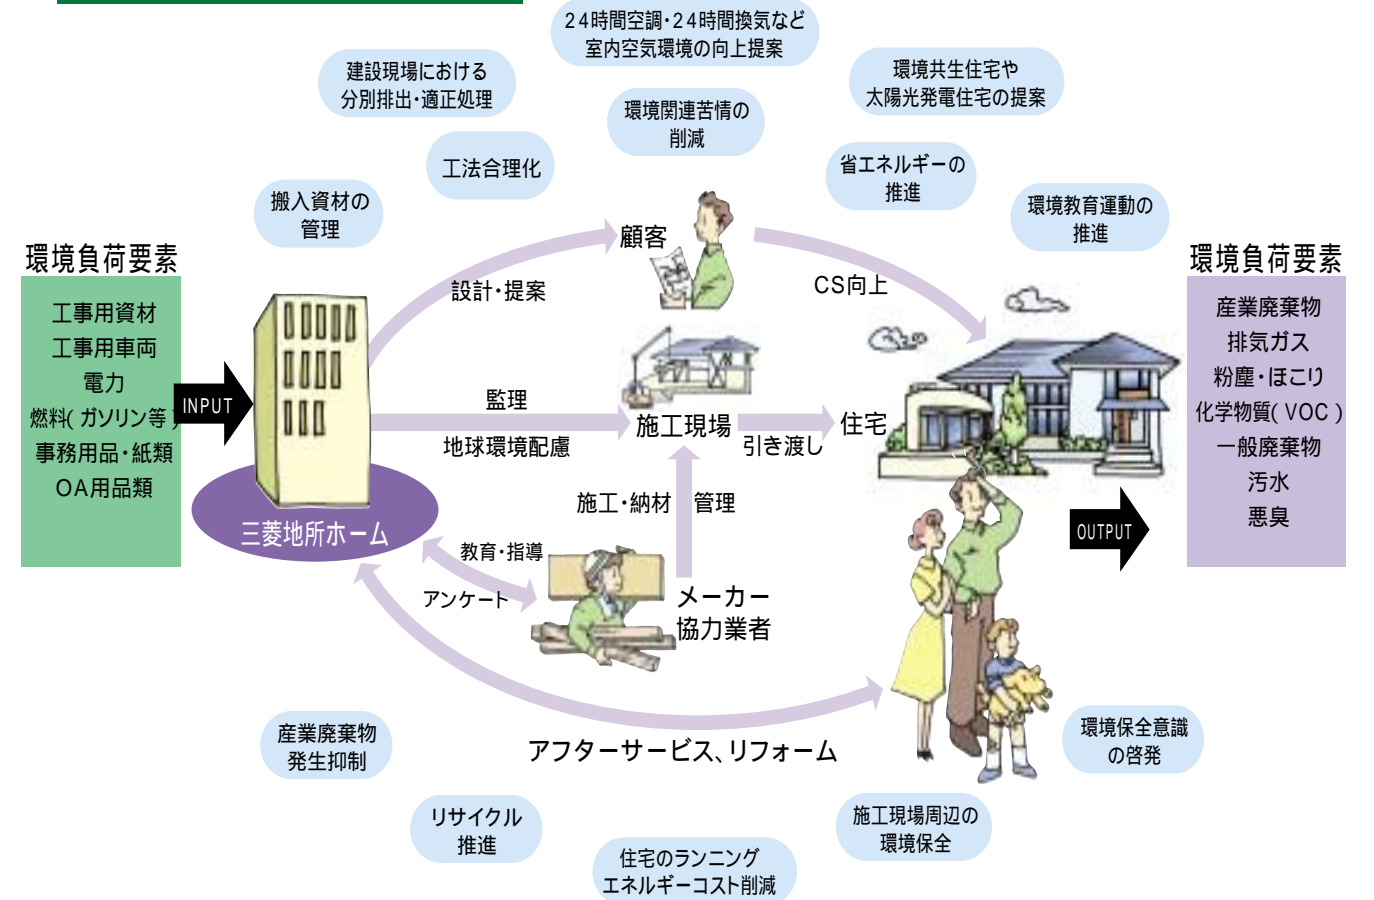 24時間空調・24時間換気など
室内空気環境の向上提案
建設現場における
分別排出・適正処理
環境共生住宅や
太陽光発電住宅の提案
環境関連苦情の
削減
工法合理化
省エネルギーの
推進
搬入資材の
管理
環境教育運動の
推進
環境負荷要素
工事用資材
工事用車両
電力
燃料(ガソリン等)
事務用品・紙類
OA用品類
INPUT
三菱地所ホーム
設計・提案
顧客
CS向上
監理
地球環境配慮
施工現場
引き渡し
住宅
施工・納材
管理
教育・指導
アンケート
メーカー
協力業者
アフターサービス、リフォーム
OUTPUT
環境負荷要素
産業廃棄物
排気ガス
粉塵・ほこり
化学物質(VOC)
一般廃棄物
汚水
悪臭
産業廃棄物
発生抑制
環境保全意識
の啓発
リサイクル
推進
施工現場周辺の
環境保全
住宅のランニング
エネルギーコスト削減